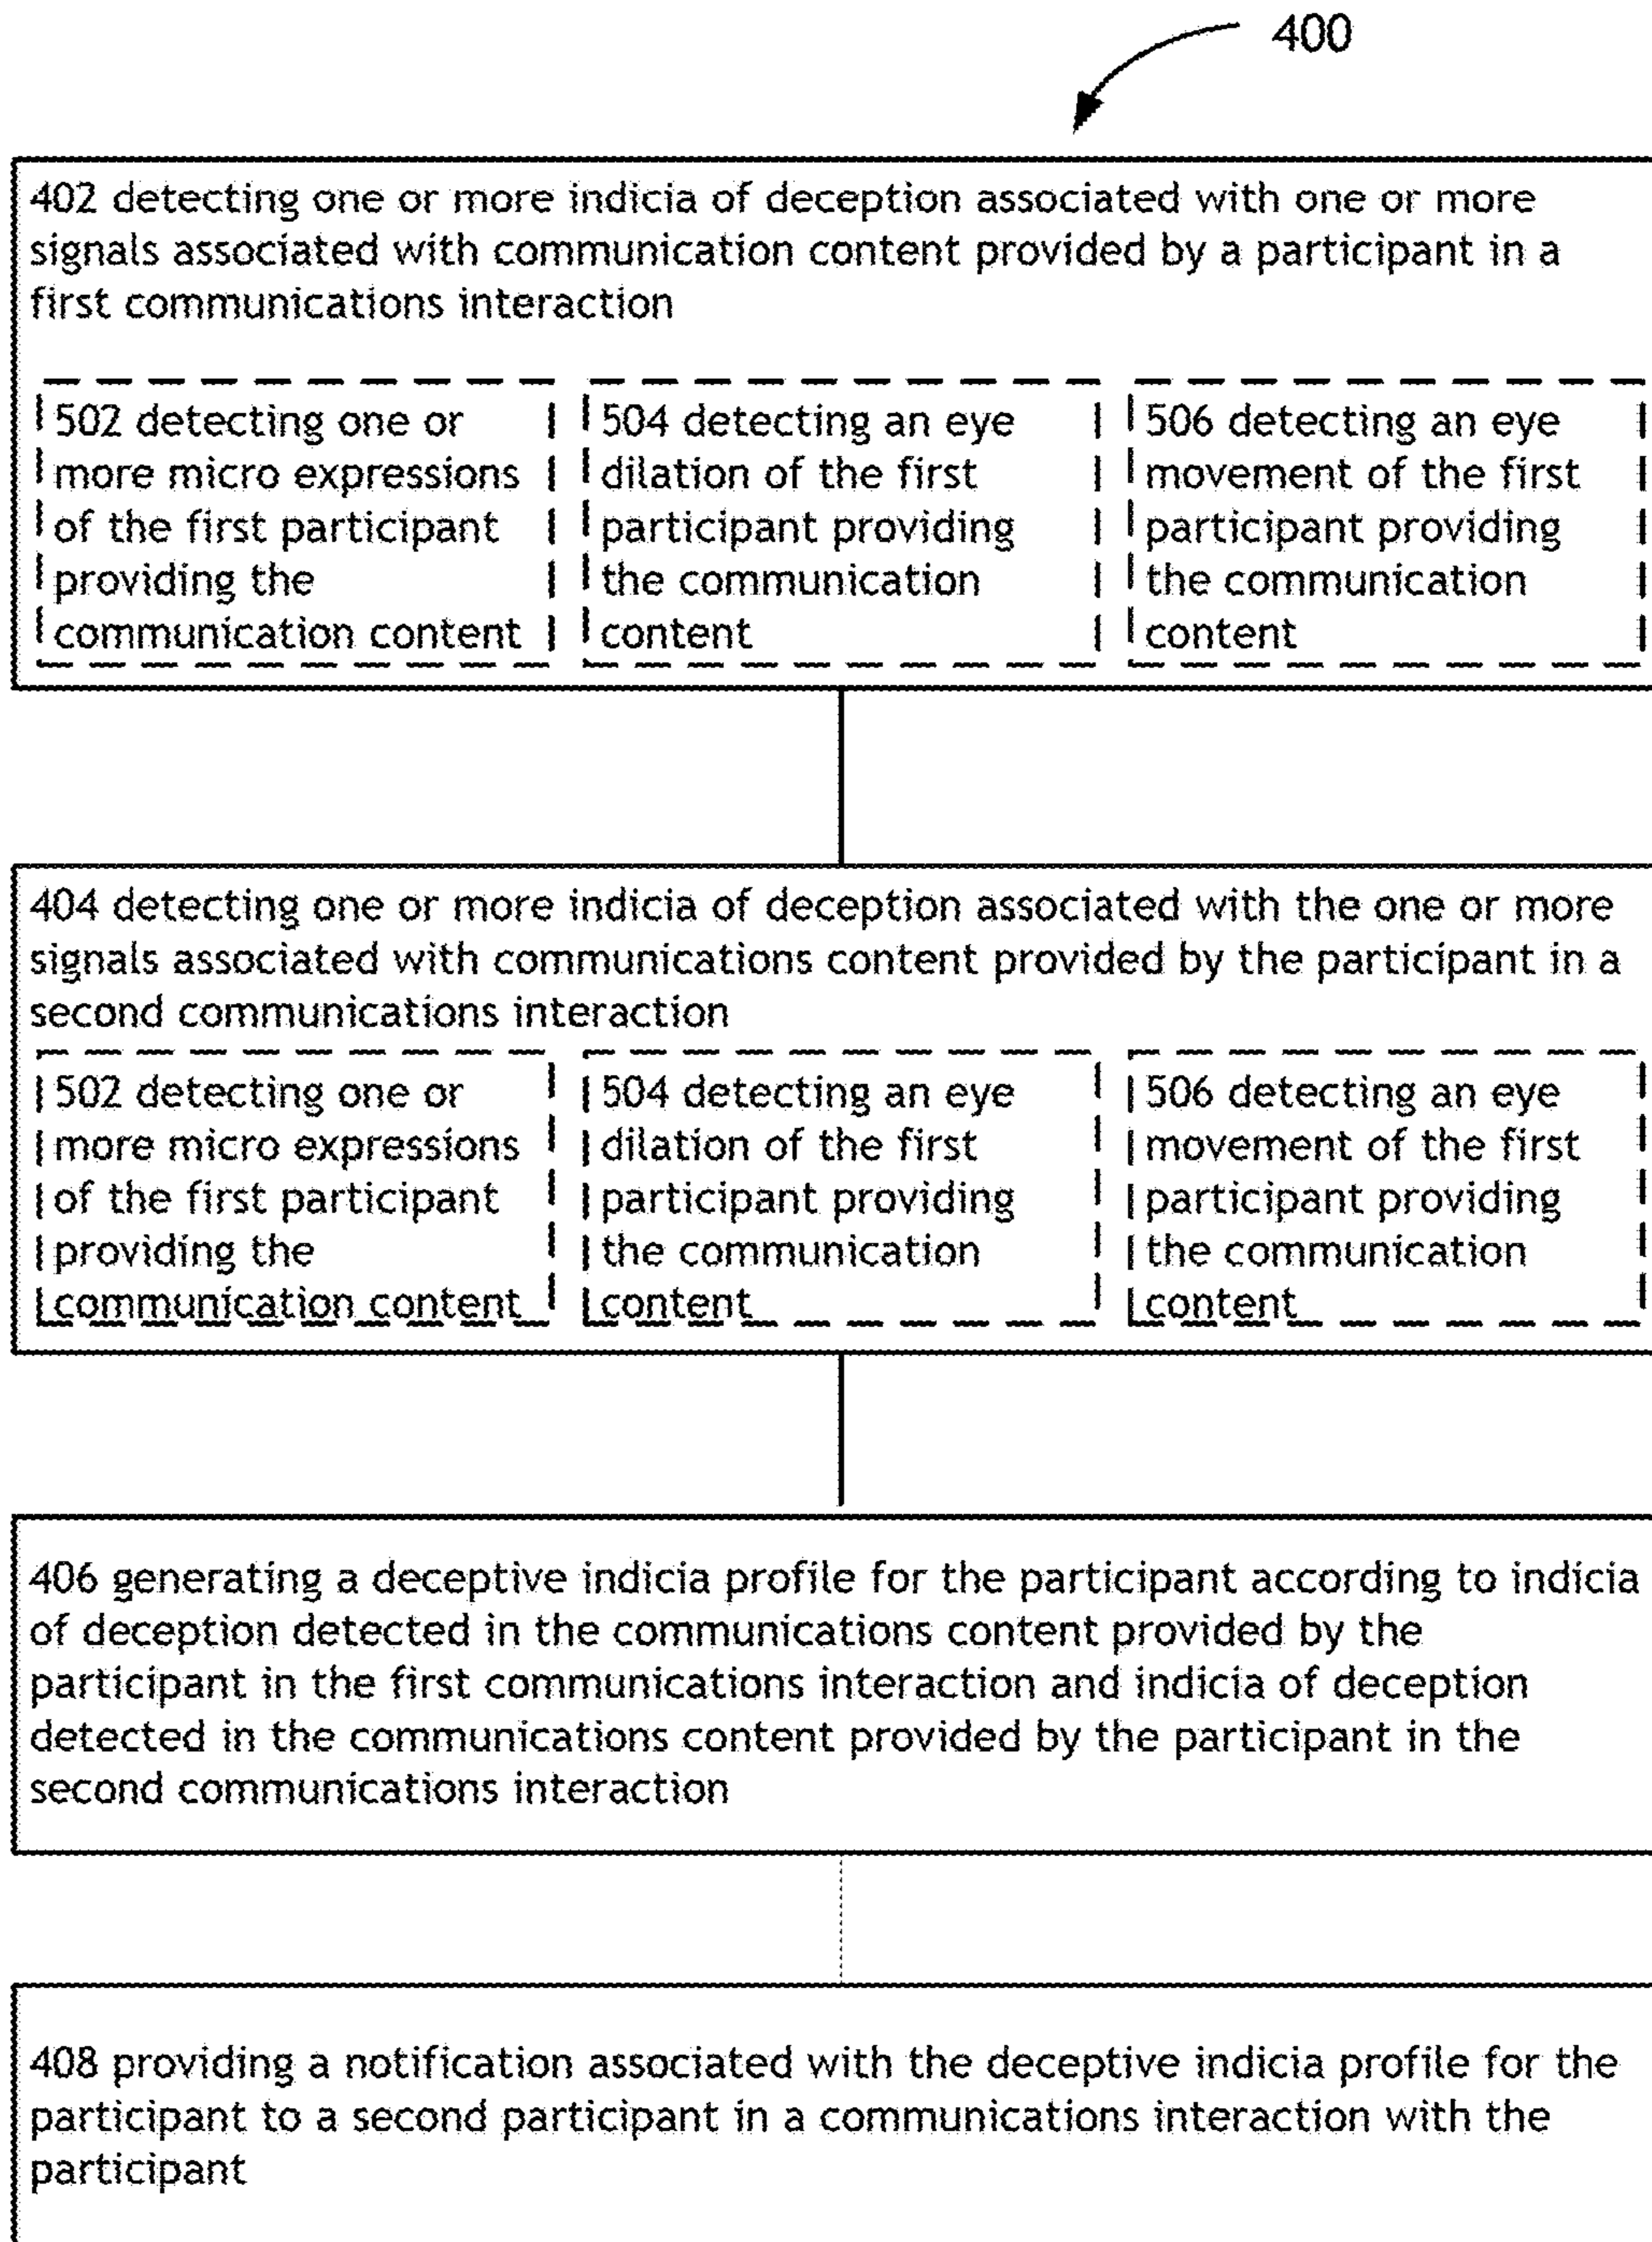 400
402 detecting one or more indicia of deception associated with one or more
signals associated with communication content provided by a participant in a
first communications interaction
502 detecting one or
more micro expressions
of the first participant
providing the
communication content
504 detecting an eye
dilation of the first
participant providing
the communication
content
506 detecting an eye
movement of the first
participant providing
the communication
content
404 detecting one or more indicia of deception associated with the one or more
signals associated with communications content provided by the participant in a
second communications interaction
502 detecting one or
more micro expressions
of the first participant
providing the
communication content
504 detecting an eye
dilation of the first
participant providing
the communication
content
506 detecting an eye
movement of the first
participant providing
the communication
content
406 generating a deceptive indicia profile for the participant according to indicia
of deception detected in the communications content provided by the
participant in the first communications interaction and indicia of deception
detected in the communications content provided by the participant in the
second communications interaction
408 providing a notification associated with the deceptive indicia profile for the
participant to a second participant in a communications interaction with the
participant